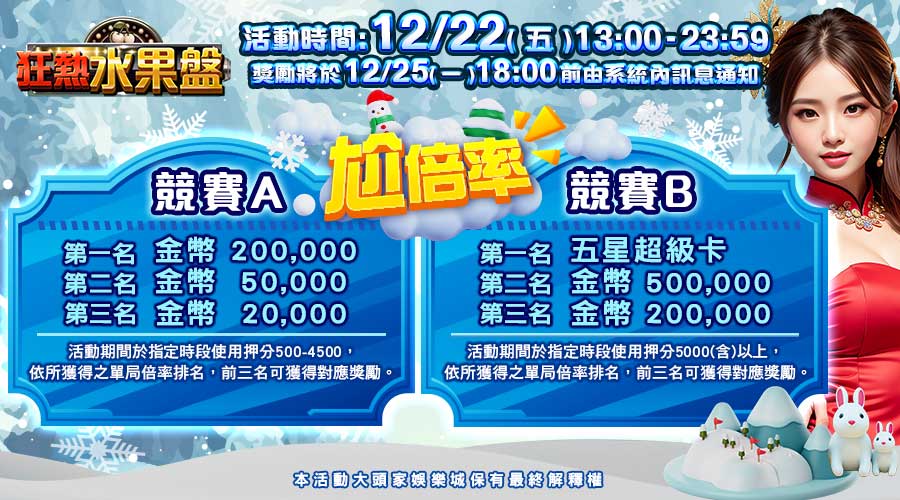 狂熱水果盤
活動時間:12/22(五)13:00-23:59
獎勵將於12/25(一)18:00前由系統內訊息通知
尬倍率
競賽A
第一名 金幣 200,000
第二名 金幣 50,000
第三名 金幣 20,000
活動期間於指定時段使用押分500-4500，
依所獲得之單局倍率排名，前三名可獲得對應獎勵。
競賽B
第一名 五星超級卡
第二名 金幣 500,000
第三名 金幣 200,000
活動期間於指定時段使用押分5000(含)以上，
依所獲得之單局倍率排名，前三名可獲得對應獎勵。
本活動大頭家娛樂城保有最終解釋權